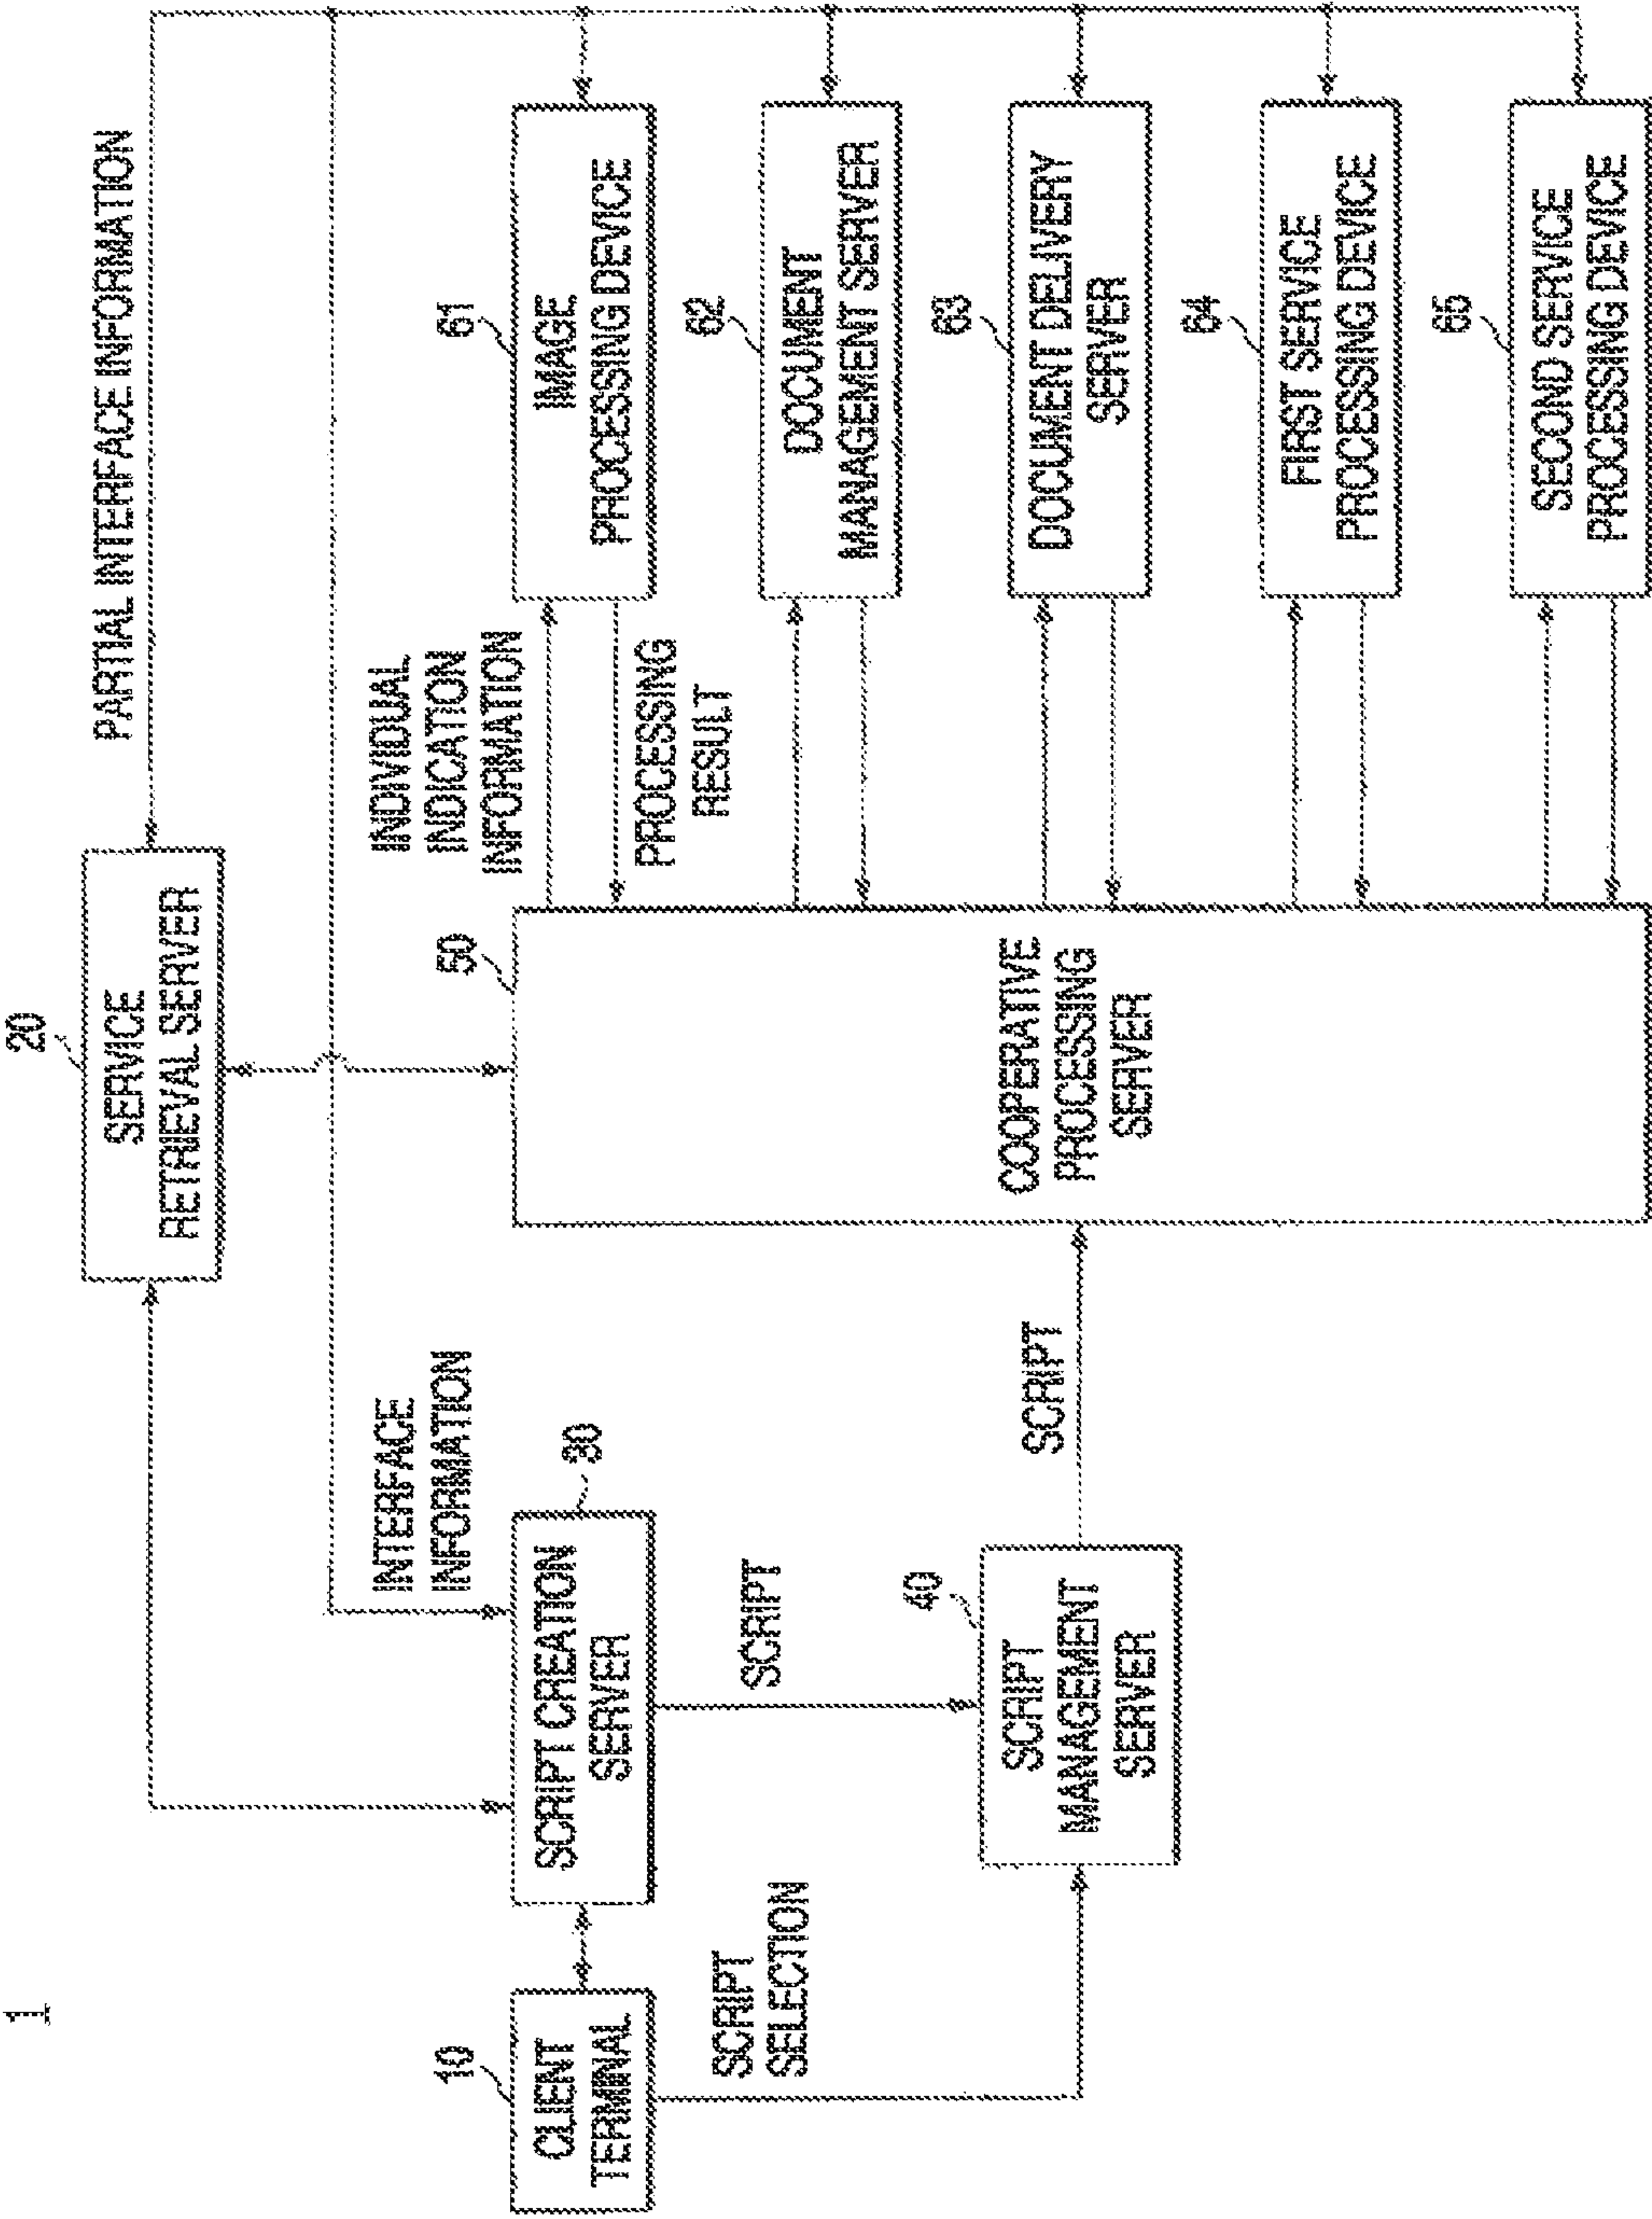 1
20
SERVICE
RETRIEVAL SERVER
PARTIAL INTERFACE INFORMATION
INTERFACE
INFORMATION
INDIVIDUAL
INDICATION
INFORMATION
PROCESSING
RESULT
10
CLIENT
TERMINAL
30
SCRIPT CREATION
SERVER
SCRIPT
SELECTION
SCRIPT
40
SCRIPT
MANAGEMENT
SERVER
SCRIPT
50
COOPERATIVE
PROCESSING
SERVER
61
IMAGE
PROCESSING DEVICE
62
DOCUMENT
MANAGEMENT SERVER
63
DOCUMENT DELIVERY
SERVER
64
FIRST SERVICE
PROCESSING DEVICE
65
SECOND SERVICE
PROCESSING DEVICE